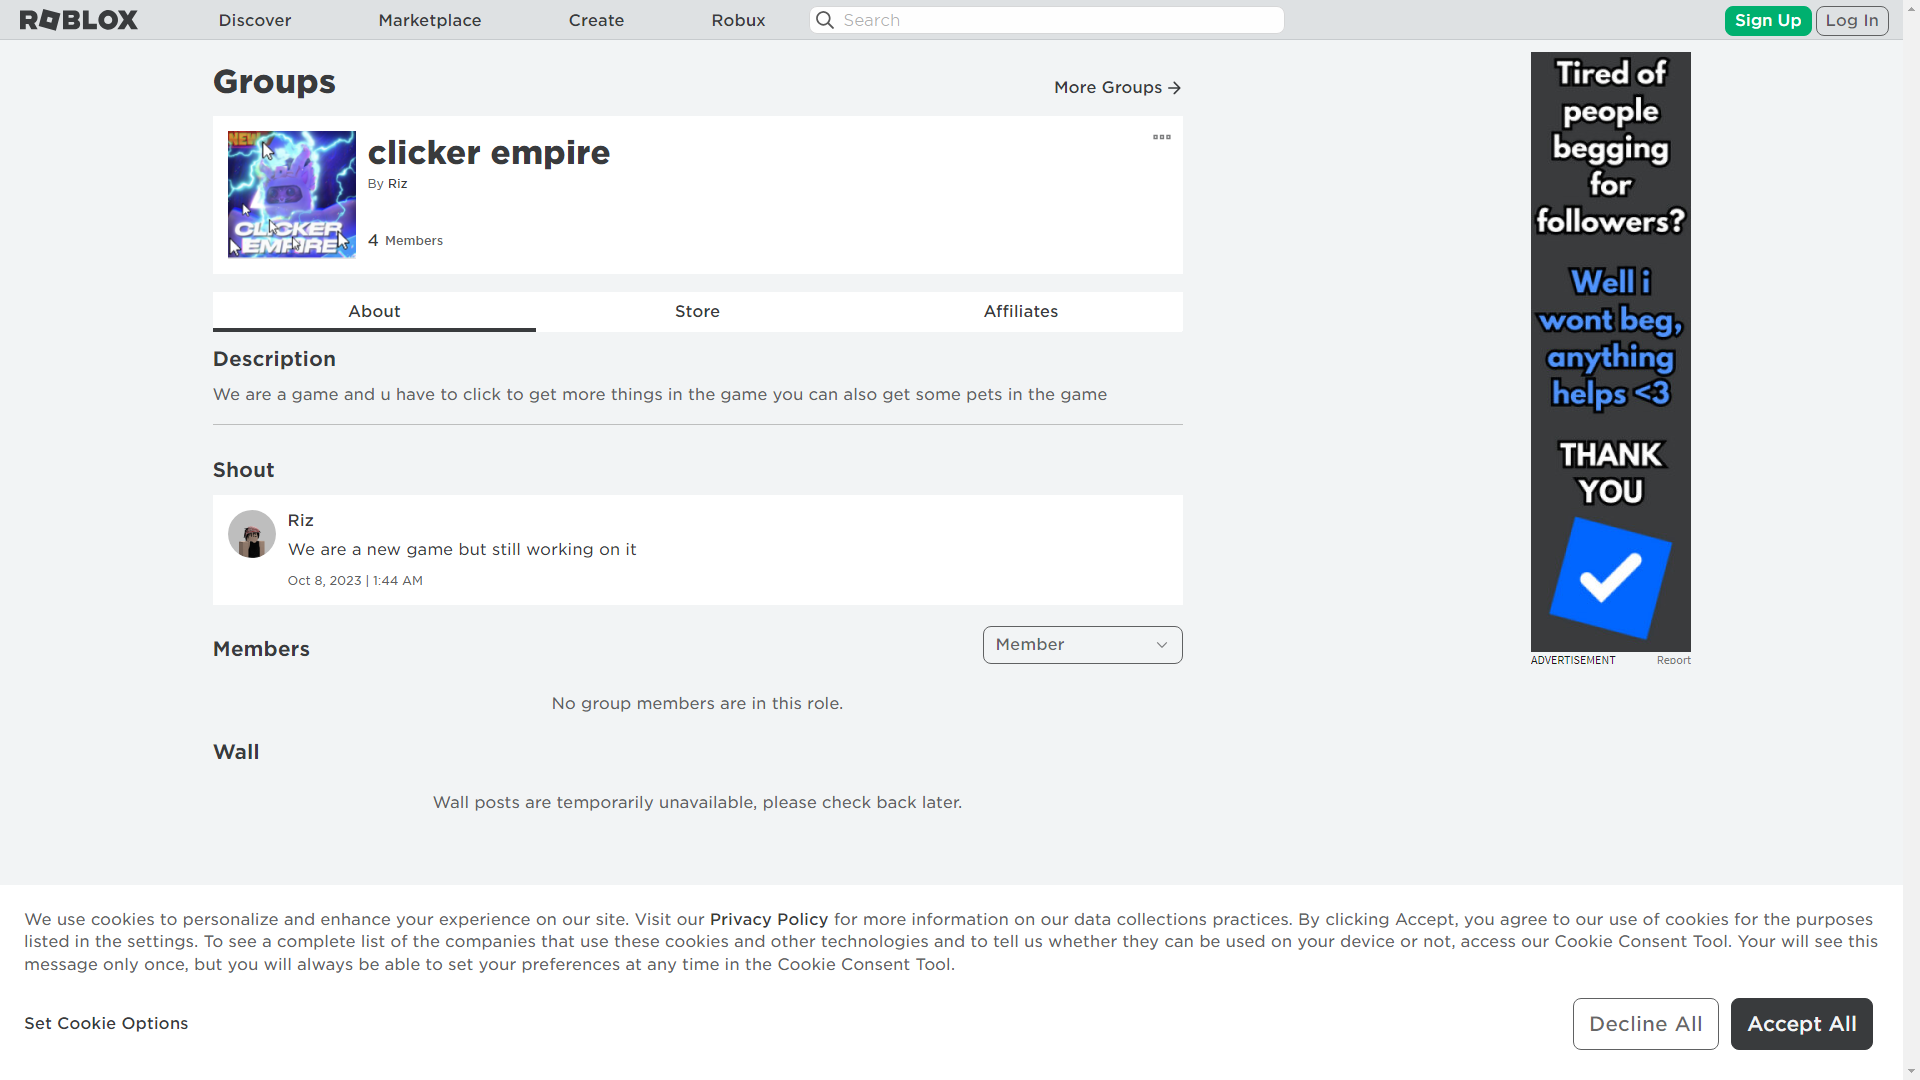 ROBLOX
Discover
Marketplace
Create
Robux
Search
Sign Up
Log In
Groups
More Groups
NEW
CLICKER
EMPIRE
clicker empire
By Riz
4 Members
About
Store
Affiliates
Description
We are a game and u have to click to get more things in the game you can also get some pets in the game
Shout
Riz
We are a new game but still working on it
Oct 8, 2023 | 1:44 AM
Members
Member
No group members are in this role.
Wall
Wall posts are temporarily unavailable, please check back later.
Tired of
people
begging
for
followers?
Well i
wont beg,
anything
helps <3
THANK
YOU
ADVERTISEMENT
Report
We use cookies to personalize and enhance your experience on our site. Visit our Privacy Policy for more information on our data collections practices. By clicking Accept, you agree to our use of cookies for the purposes
listed in the settings. To see a complete list of the companies that use these cookies and other technologies and to tell us whether they can be used on your device or not, access our Cookie Consent Tool. Your will see this
message only once, but you will always be able to set your preferences at any time in the Cookie Consent Tool.
Set Cookie Options
Decline All
Accept All